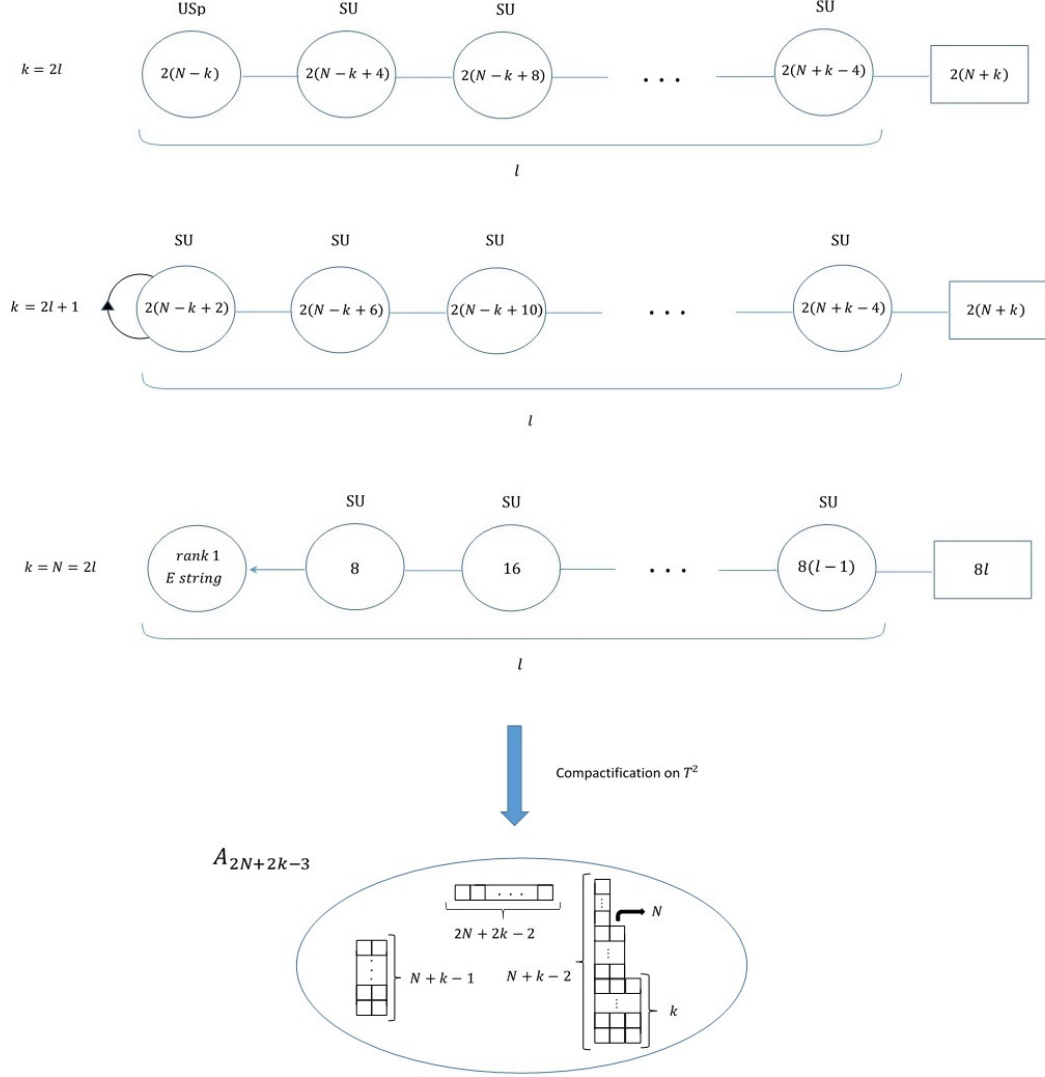 USp SU SU SU
k = 2l 2(N − k) 2(N − k + 4) 2(N − k + 8) . . . 2(N + k − 4) 2(N + k)
l
SU SU SU SU
k = 2l + 1 2(N − k + 2) 2(N − k + 6) 2(N − k + 10) . . . 2(N + k − 4) 2(N + k)
l
SU SU SU
k = N = 2l rank 1 E string 8 16 . . . 8(l − 1) 8l
l
Compactification on T²
A_{2N+2k−3}
. . .
2N + 2k − 2
N
N + k − 1
N + k − 2
k